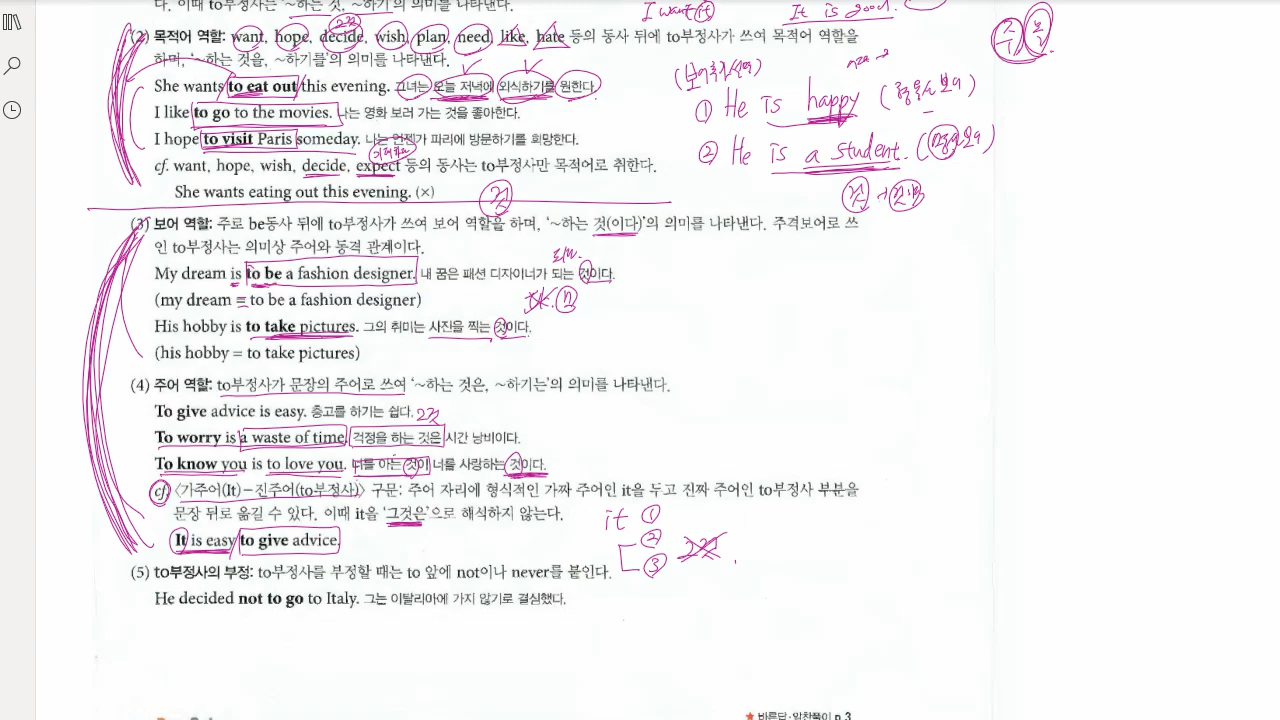 다. 이때 to부정사는 '~하는 것, ~하기'의 의미를 나타낸다.
I want it
It is good.
(2) 목적어 역할: want, hope, decide, wish, plan, need, like, hate 등의 동사 뒤에 to부정사가 쓰여 목적어 역할을
하며, '~하는 것을, ~하기를'의 의미를 나타낸다.
She wants to eat out this evening. 그녀는 오늘 저녁에 외식하기를 원한다.
I like to go to the movies. 나는 영화 보러 가는 것을 좋아한다.
① He is happy
I hope to visit Paris someday. 나는 언젠가 파리에 방문하기를 희망한다.
② He is a student.
cf. want, hope, wish, decide, expect 등의 동사는 to부정사만 목적어로 취한다.
She wants eating out this evening. (×)
것
것
(3) 보어 역할: 주로 be동사 뒤에 to부정사가 쓰여 보어 역할을 하며, '~하는 것(이다)'의 의미를 나타낸다. 주격보어로 쓰
인 to부정사는 의미상 주어와 동격 관계이다.
My dream is to be a fashion designer. 내 꿈은 패션 디자이너가 되는 것이다.
(my dream = to be a fashion designer)
His hobby is to take pictures. 그의 취미는 사진을 찍는 것이다.
(his hobby = to take pictures)
(4) 주어 역할: to부정사가 문장의 주어로 쓰여 '~하는 것은, ~하기는'의 의미를 나타낸다.
To give advice is easy. 충고를 하기는 쉽다.
To worry is a waste of time. 걱정을 하는 것은 시간 낭비이다.
To know you is to love you. 너를 아는 것이 너를 사랑하는 것이다.
cf. 〈가주어(It)-진주어(to부정사)〉 구문: 주어 자리에 형식적인 가짜 주어인 it을 두고 진짜 주어인 to부정사 부분을
문장 뒤로 옮길 수 있다. 이때 it을 '그것은'으로 해석하지 않는다.
it ①
②
③
It is easy to give advice.
(5) to부정사의 부정: to부정사를 부정할 때는 to 앞에 not이나 never를 붙인다.
He decided not to go to Italy. 그는 이탈리아에 가지 않기로 결심했다.
★ 바른답·알찬풀이 p.3